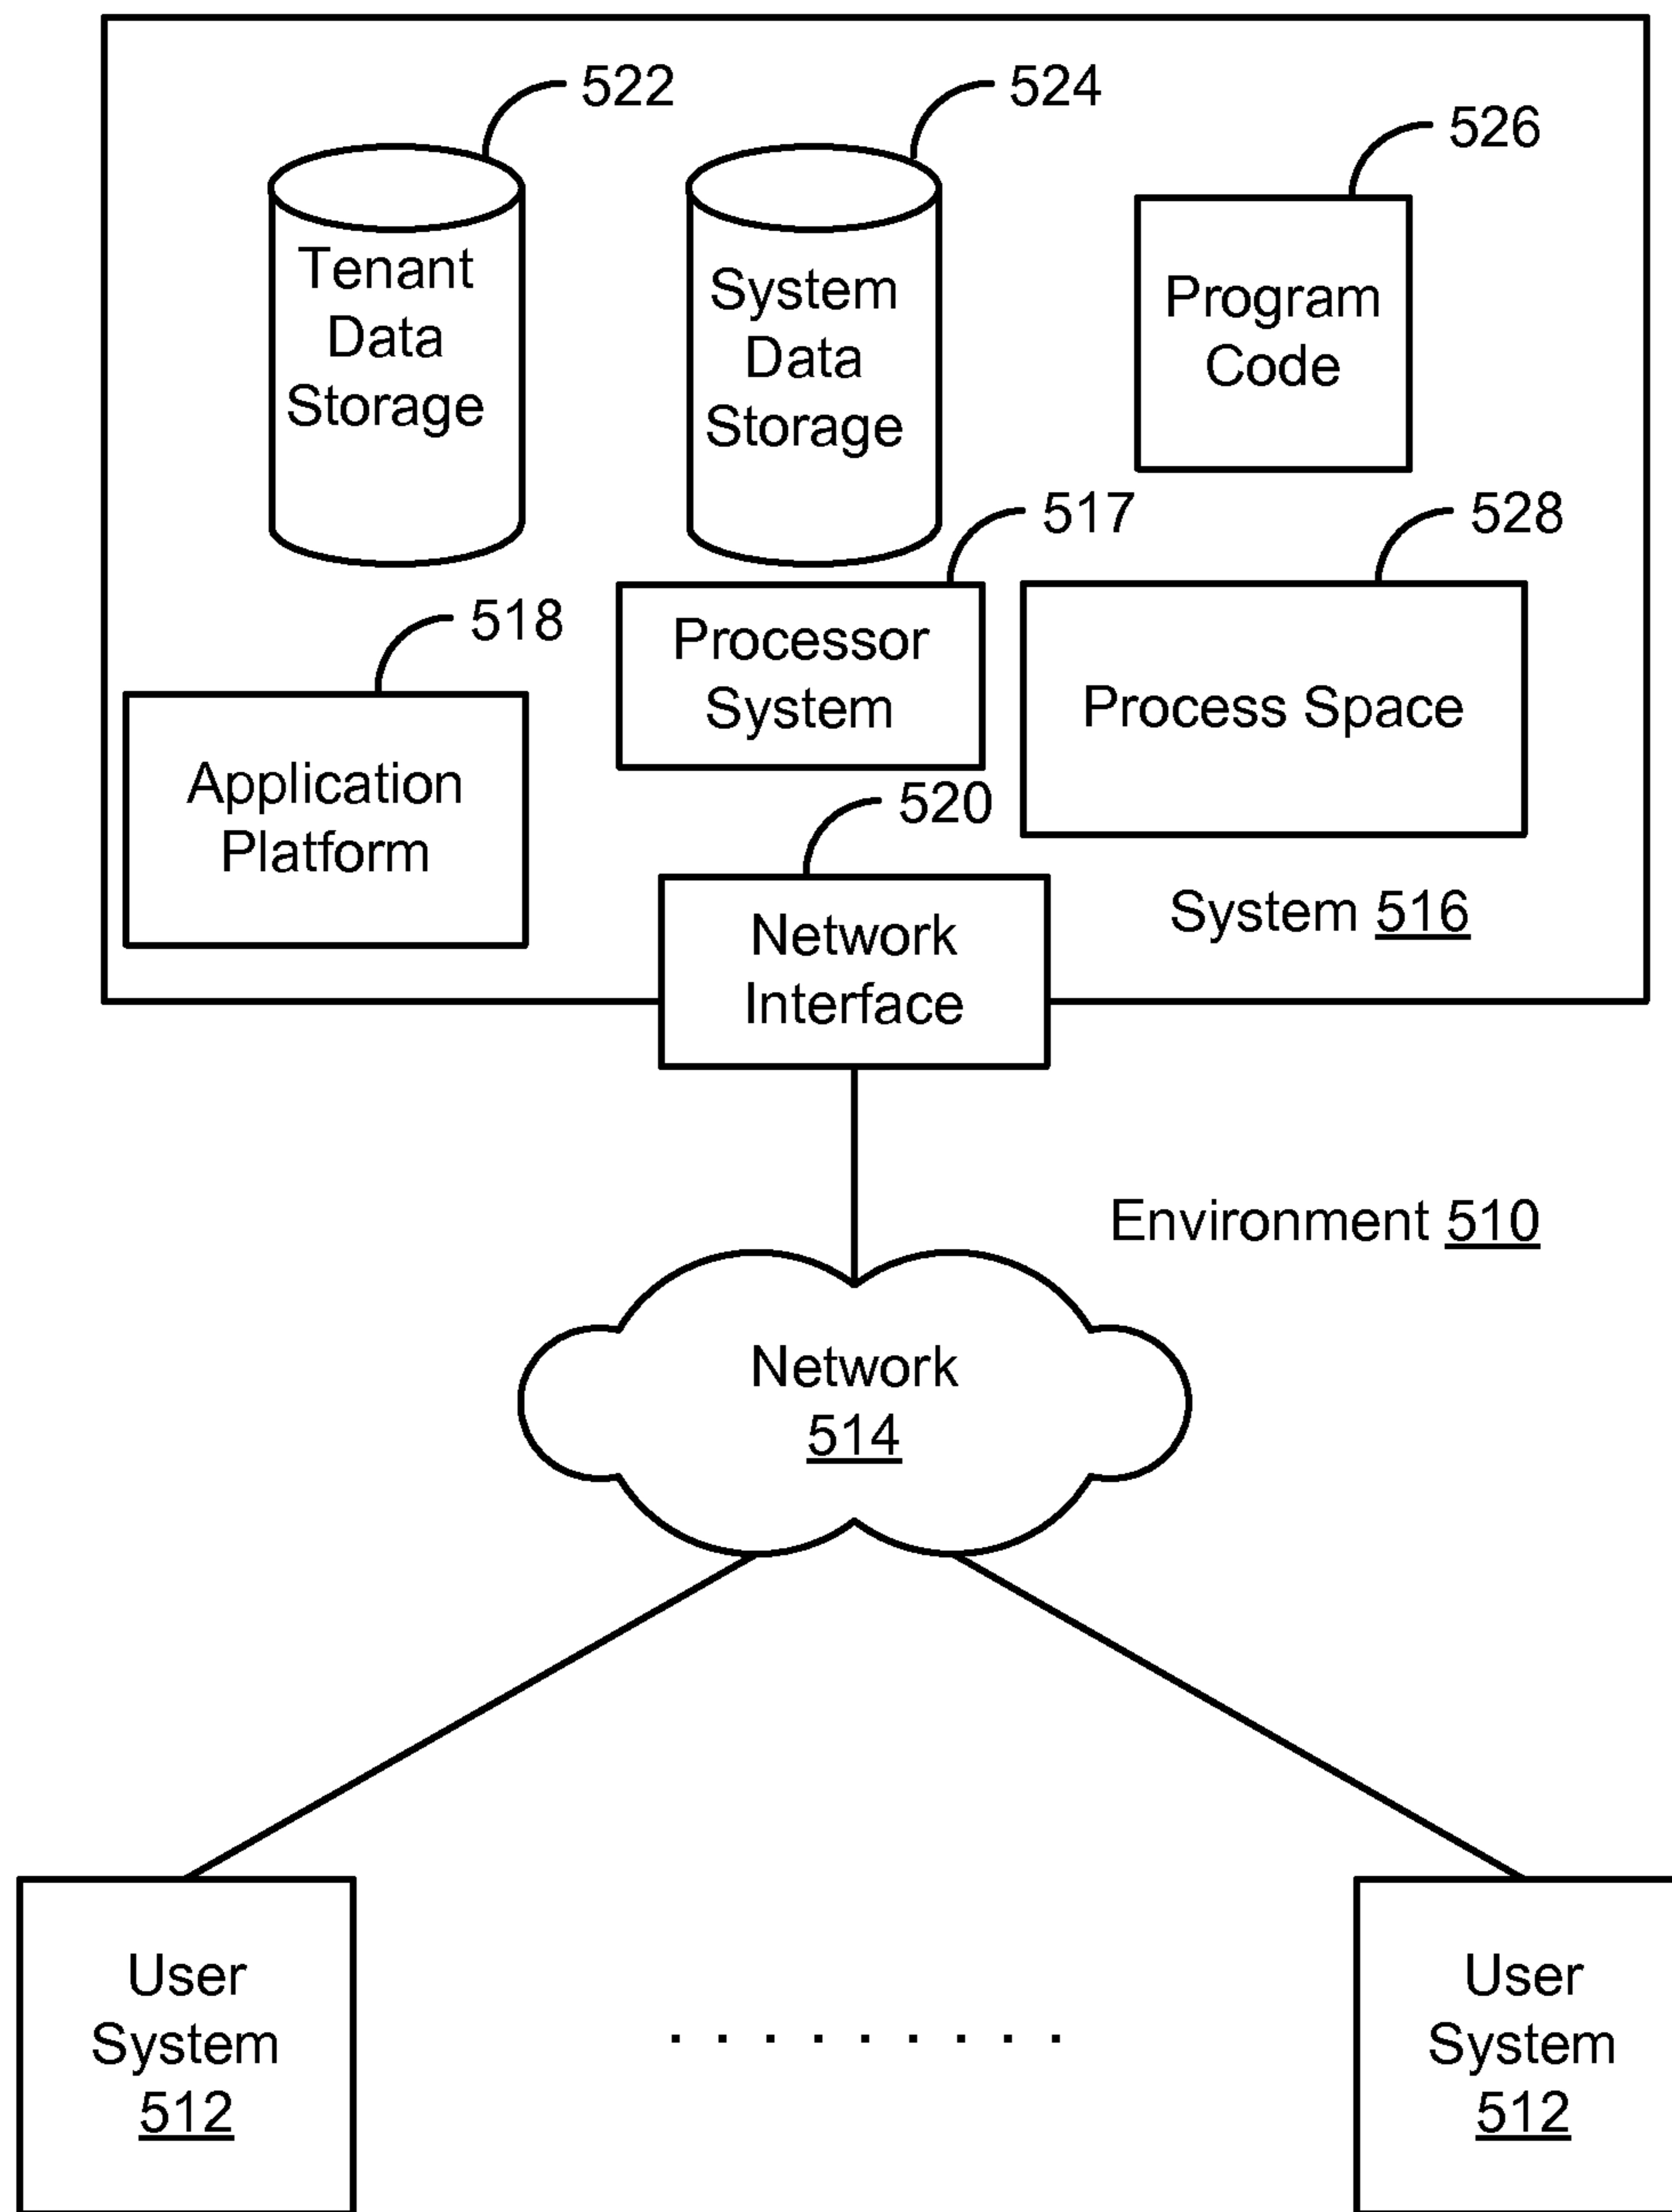 522
524
526
Tenant
Data
Storage
System
Data
Storage
Program
Code
517
528
518
Processor
System
Process Space
Application
Platform
520
Network
Interface
System 516
Environment 510
Network
514
User
System
512
User
System
512